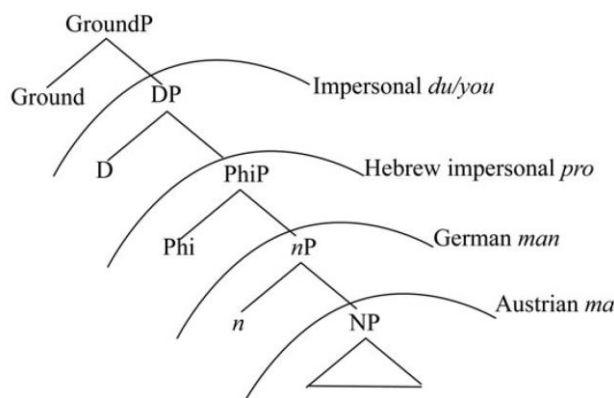 GroundP
Ground DP Impersonal du/you
D PhiP Hebrew impersonal pro
Phi nP German man
n NP Austrian ma